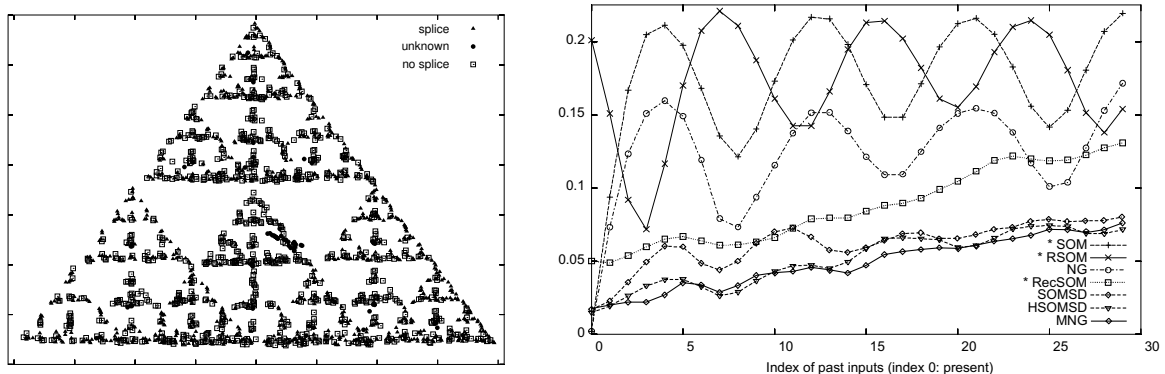 splice
unknown
no splice
0.2
0.15
0.1
0.05
0
* SOM
* RSOM
NG
* RecSOM
SOMSD
HSOMSD
MNG
0 5 10 15 20 25 30
Index of past inputs (index 0: present)